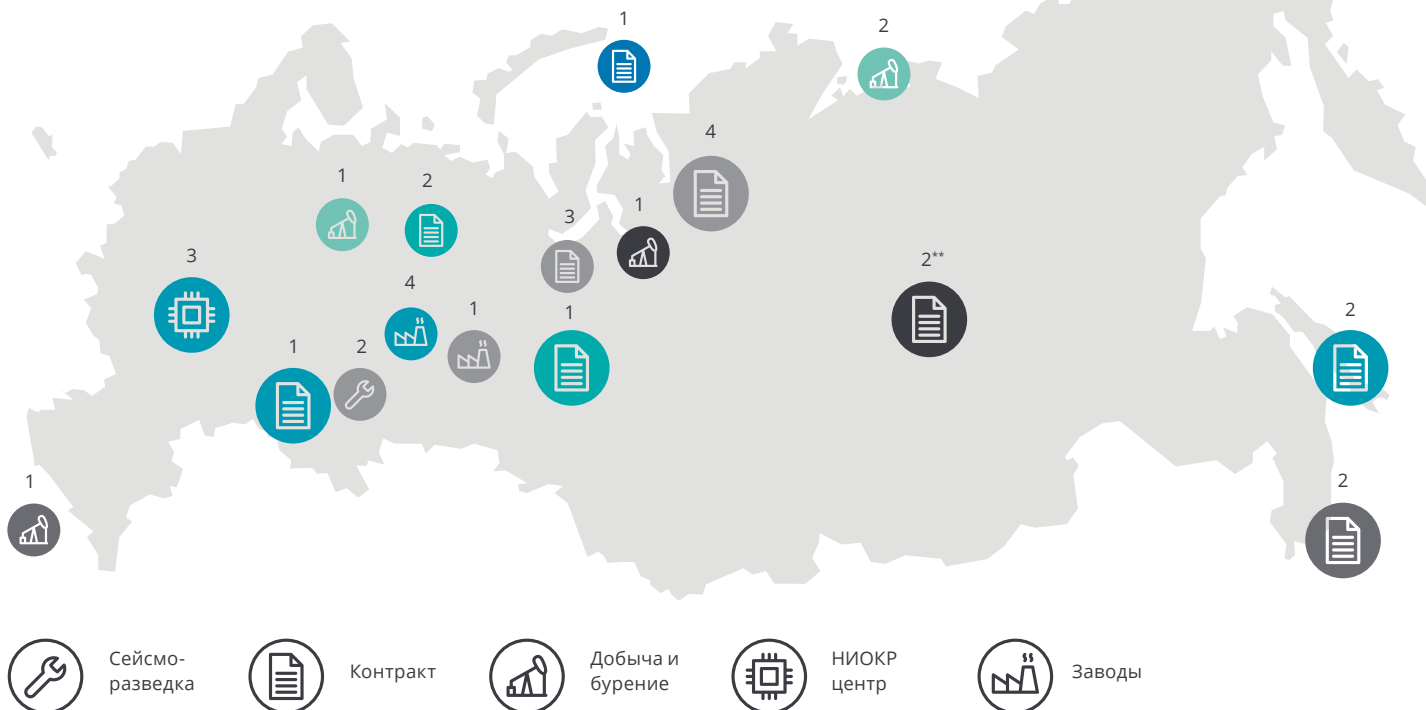 1
2
4
1
2
3
1
3
2**
4
1
1
2
1
2
1
2
Сейсмо-
разведка
Контракт
Добыча и
бурение
НИОКР
центр
Заводы